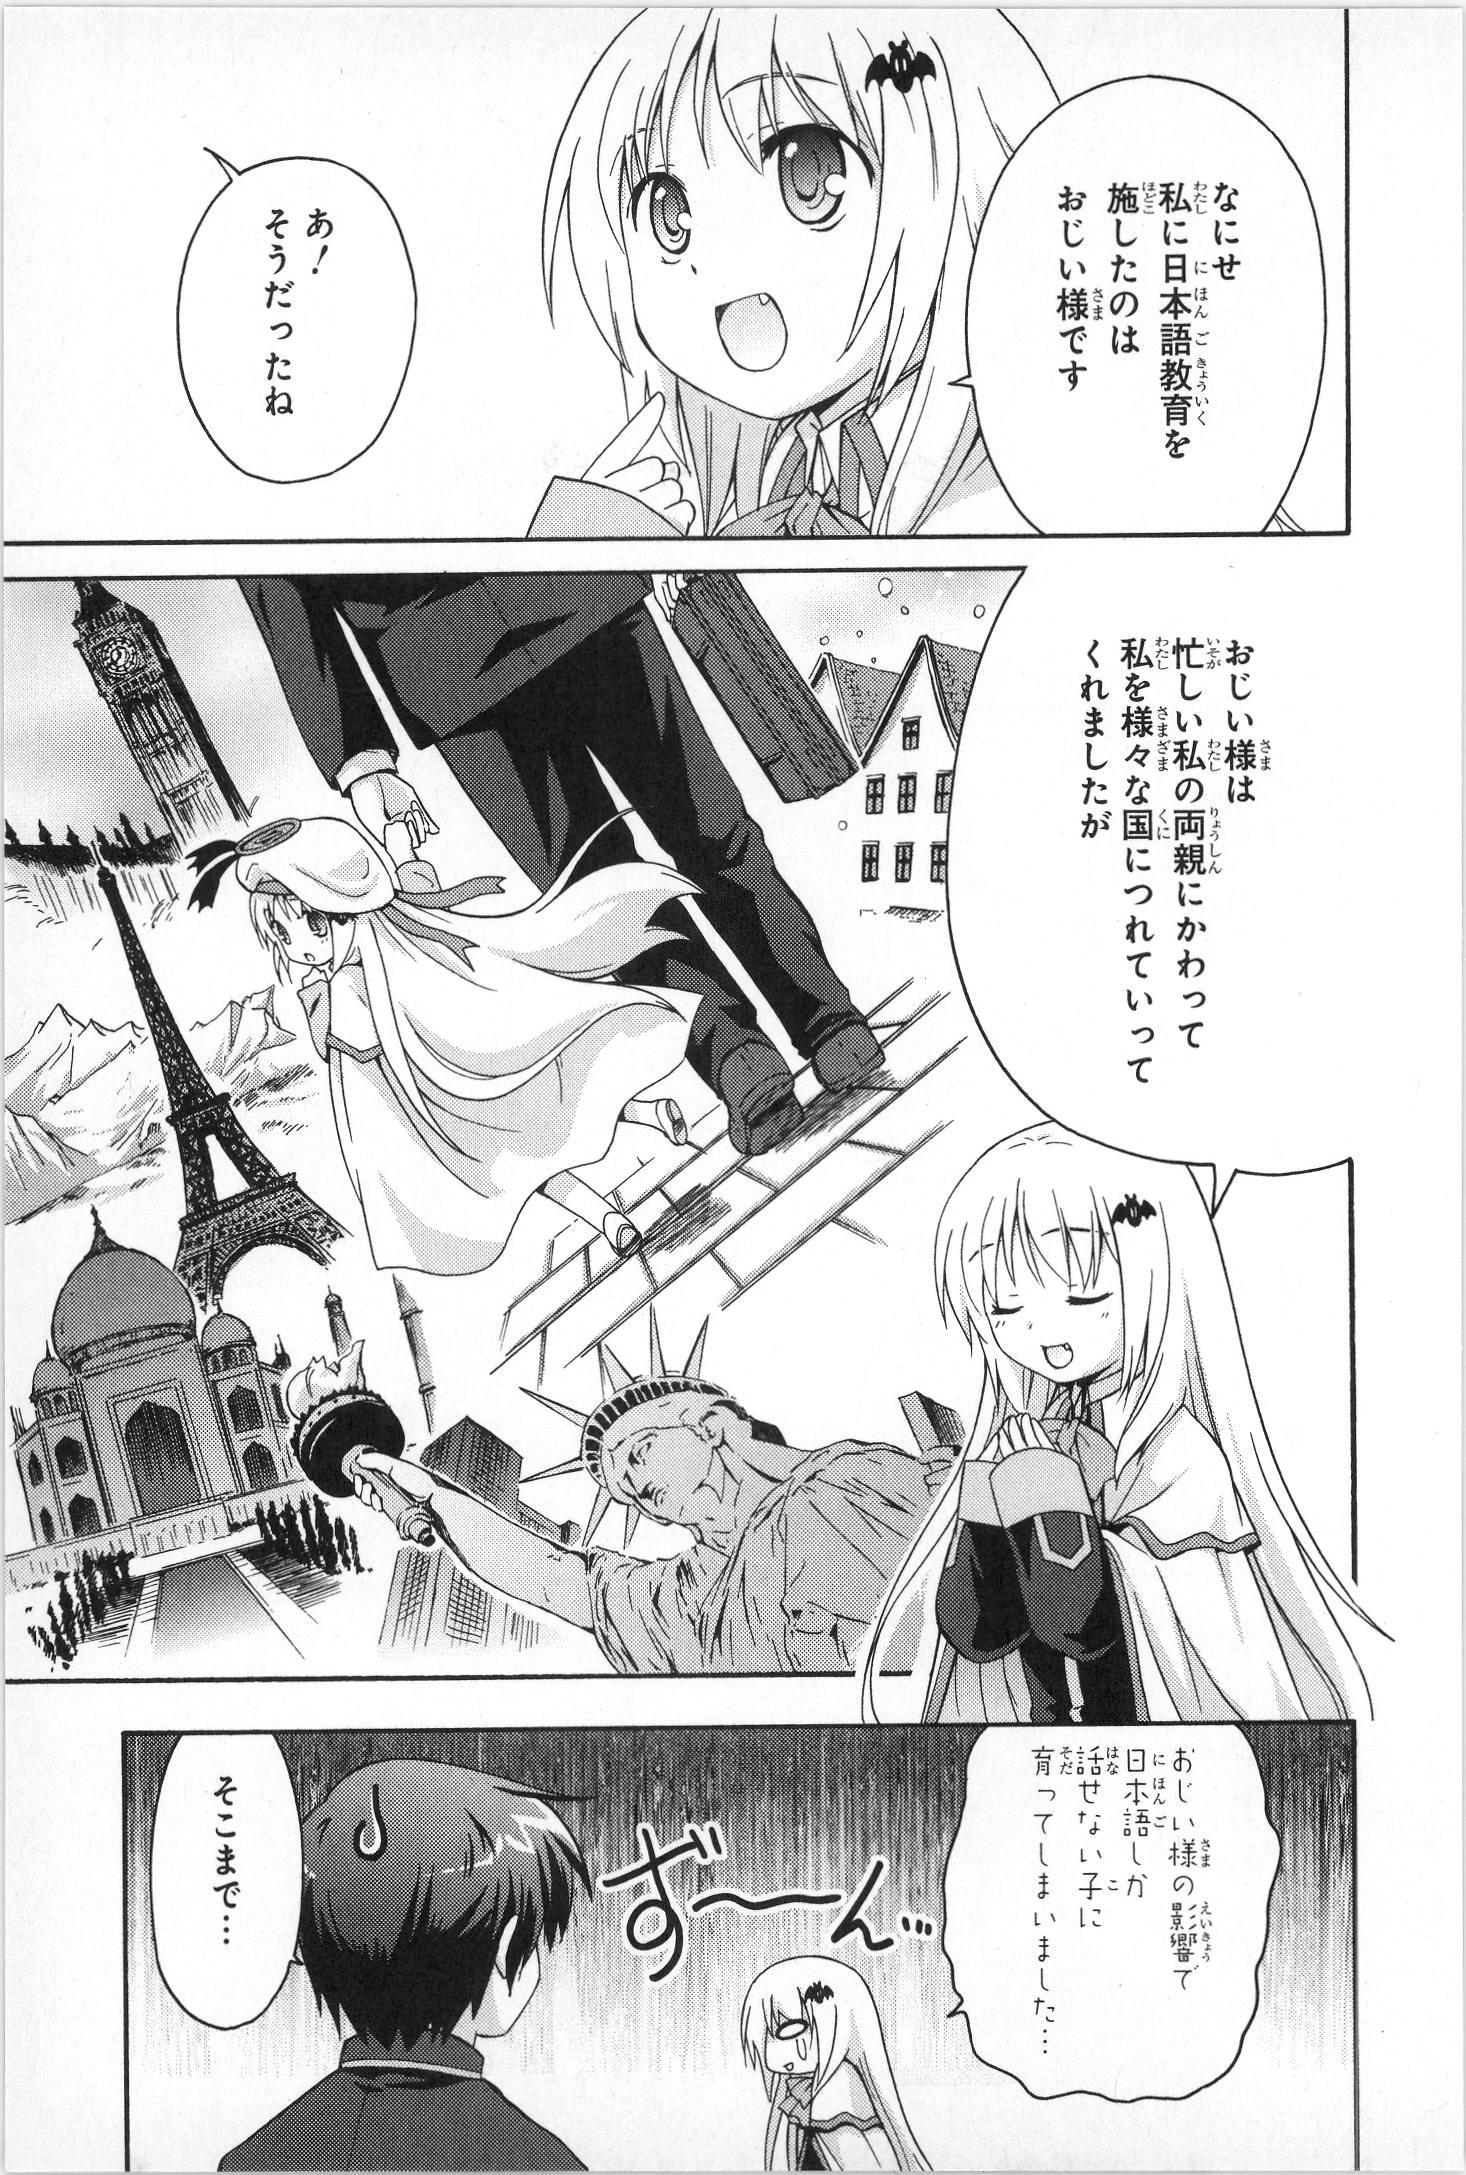 なにせ
私に日本語教育を
施したのは
おじい様です
あ!
そうだったね
おじい様は
忙しい私の両親にかわって
私を様々な国につれていって
くれましたが
おじい様の影響で
日本語しか
話せない子に
育ってしまいました…
ず〜〜ん…
そこまで…